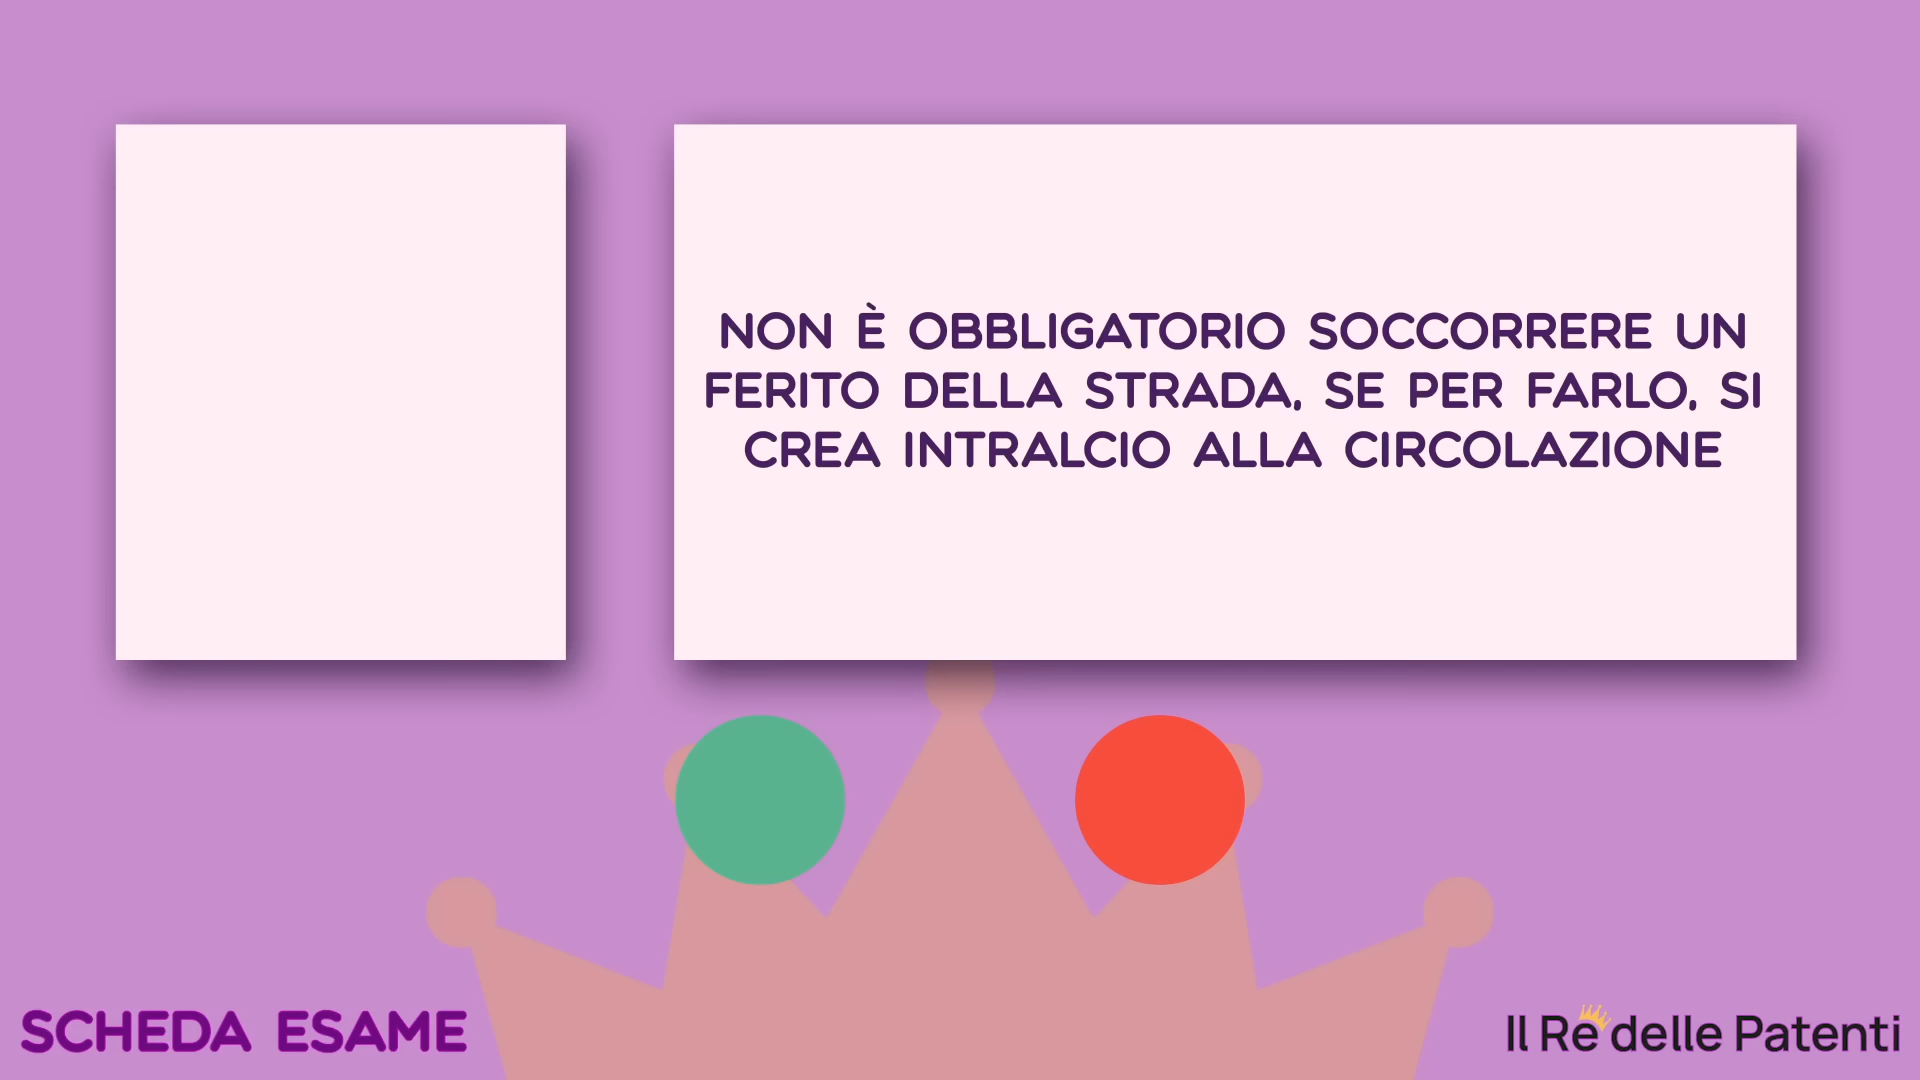 NON È OBBLIGATORIO SOCCORRERE UN
FERITO DELLA STRADA, SE PER FARLO, SI
CREA INTRALCIO ALLA CIRCOLAZIONE
SCHEDA ESAME
Il Re delle Patenti